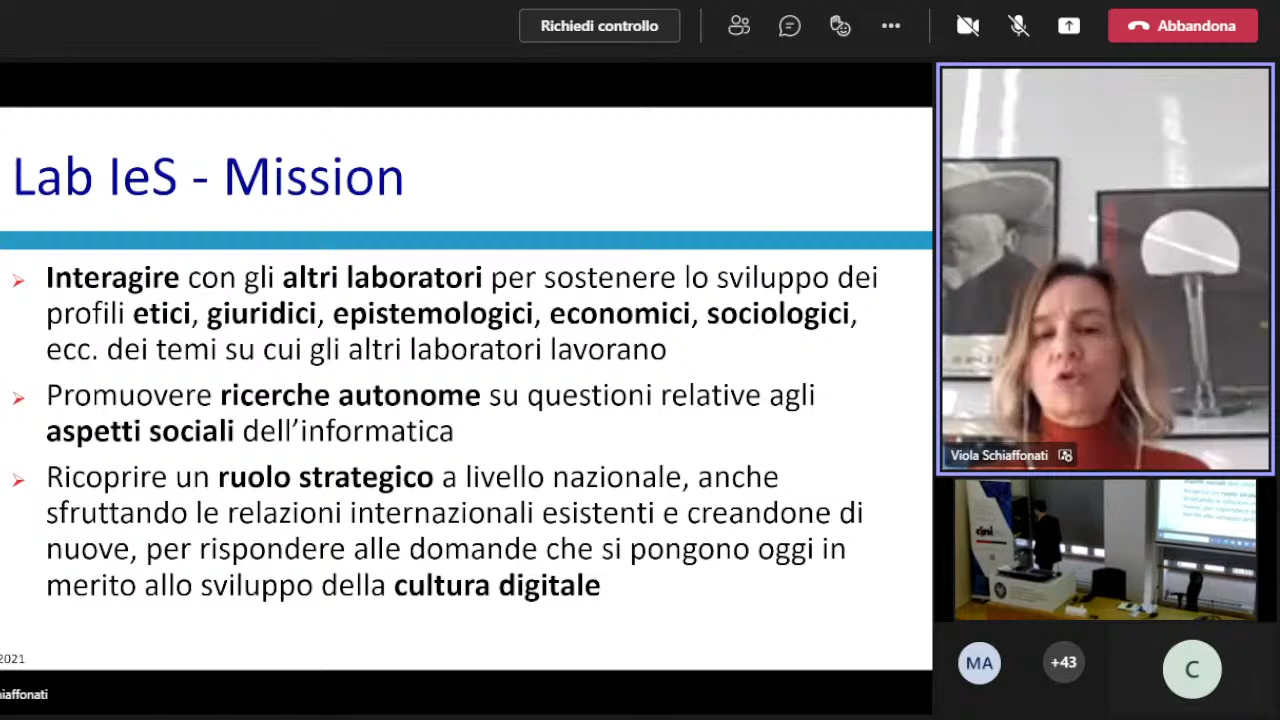 Richiedi controllo
Abbandona
Lab IeS - Mission
Interagire con gli altri laboratori per sostenere lo sviluppo dei
profili etici, giuridici, epistemologici, economici, sociologici,
ecc. dei temi su cui gli altri laboratori lavorano
Promuovere ricerche autonome su questioni relative agli
aspetti sociali dell'informatica
Ricoprire un ruolo strategico a livello nazionale, anche
sfruttando le relazioni internazionali esistenti e creandone di
nuove, per rispondere alle domande che si pongono oggi in
merito allo sviluppo della cultura digitale
2021
iaffonati
Viola Schiaffonati
cini
MA
+43
C